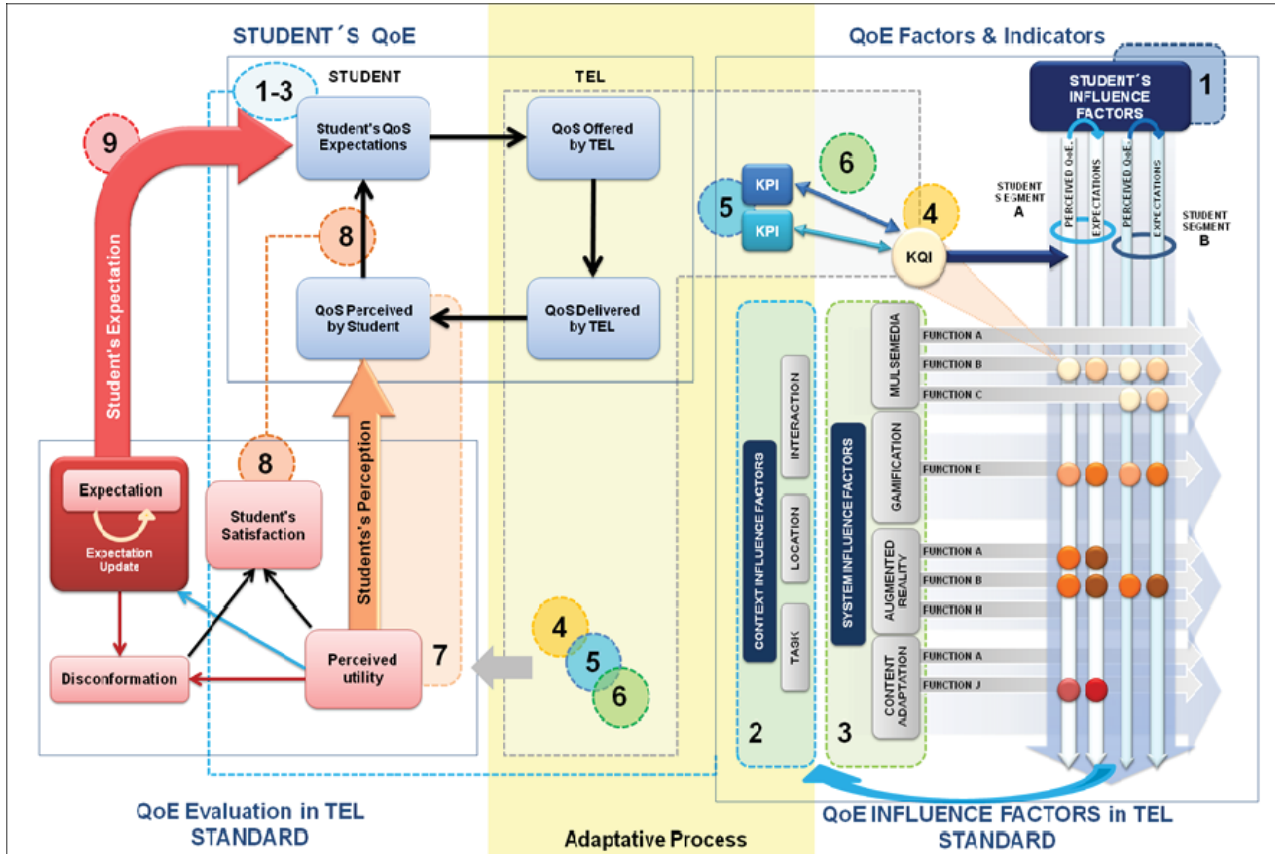 STUDENT´S QoE
QoE Factors & Indicators
STUDENT
TEL
1-3
9
Student's QoS
Expectations
QoS Offered
by TEL
8
QoS Perceived
by Student
QoS Delivered
by TEL
Student's Expectation
Students's Perception
Expectation
Expectation
Update
8
Student's
Satisfaction
Disconformation
Perceived
utility
7
4
5
6
QoE Evaluation in TEL
STANDARD
Adaptative Process
STUDENT´S
INFLUENCE
FACTORS
1
6
KPI
5
KPI
4
KQI
STUDENT
SEGMENT
A
PERCEIVED QoE.
EXPECTATIONS
PERCEIVED QoE
EXPECTATIONS
STUDENT
SEGMENT
B
CONTEXT INFLUENCE FACTORS
INTERACTION
LOCATION
TASK
2
SYSTEM INFLUENCE FACTORS
3
MULSEMEDIA
FUNCTION A
FUNCTION B
FUNCTION C
GAMIFICATION
FUNCTION E
AUGMENTED
REALITY
FUNCTION A
FUNCTION B
FUNCTION H
CONTENT
ADAPTATION
FUNCTION A
FUNCTION J
QoE INFLUENCE FACTORS in TEL
STANDARD